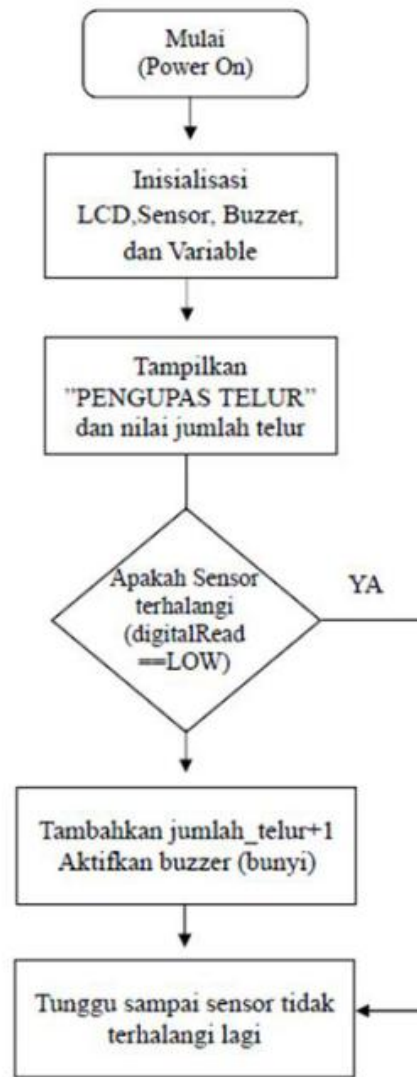 Mulai
(Power On)
Inisialisasi
LCD,Sensor, Buzzer,
dan Variable
Tampilkan
”PENGUPAS TELUR”
dan nilai jumlah telur
Apakah Sensor
terhalangi
(digitalRead
==LOW)
YA
Tambahkan jumlah_telur+1
Aktifkan buzzer (bunyi)
Tunggu sampai sensor tidak
terhalangi lagi